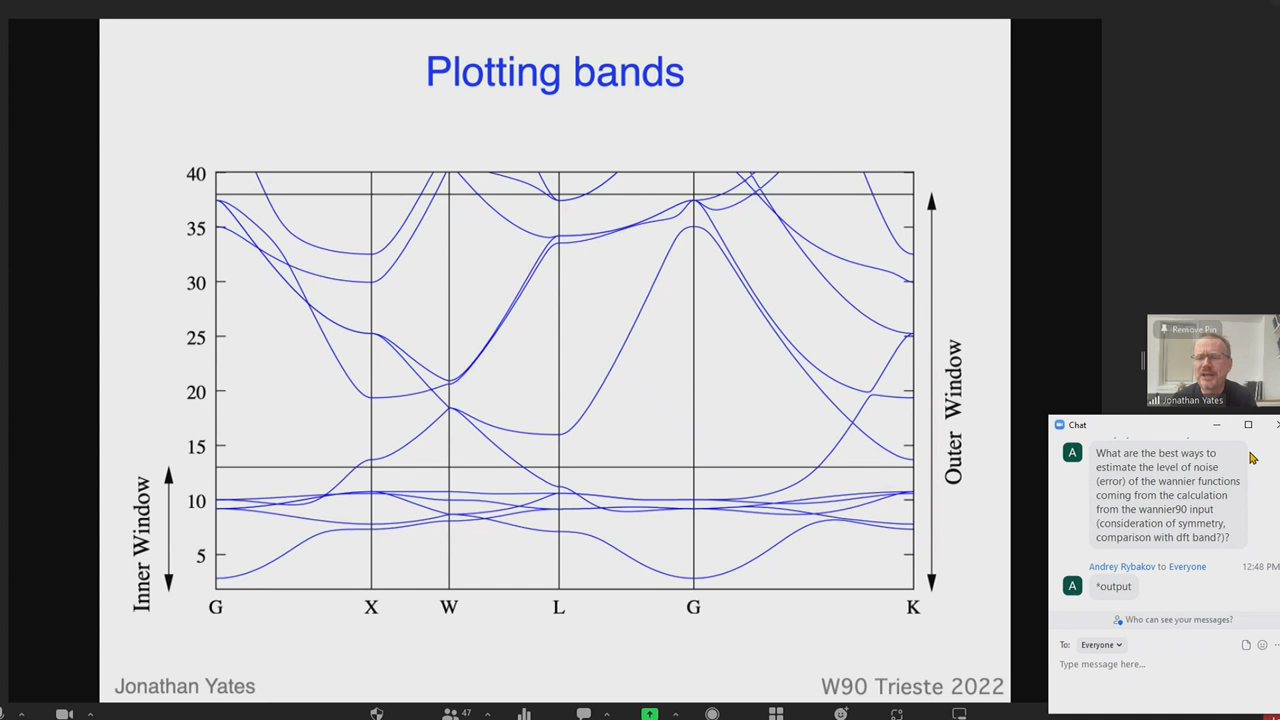 Plotting bands
40
35
30
25
20
15
10
5
Inner Window
Outer Window
G X W L G K
Jonathan Yates
W90 Trieste 2022
Remove Pin
Jonathan Yates
Chat
A
What are the best ways to
estimate the level of noise
(error) of the wannier functions
coming from the calculation
from the wannier90 input
(consideration of symmetry,
comparison with dft band?)?
Andrey Rybakov to Everyone 12:48 PM
A
*output
Who can see your messages?
To: Everyone
Type message here...
47